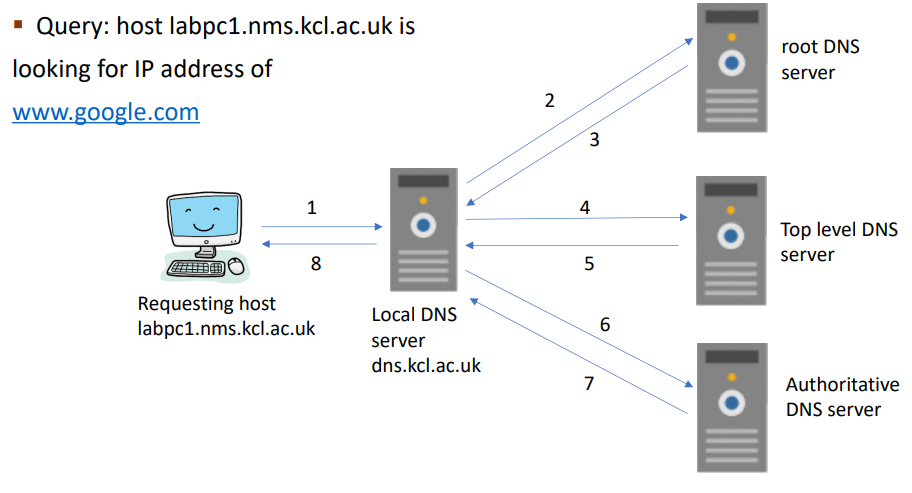 ▪ Query: host labpc1.nms.kcl.ac.uk is
looking for IP address of
www.google.com
root DNS
server
2
3
1
8
4
5
Top level DNS
server
Requesting host
labpc1.nms.kcl.ac.uk
Local DNS
server
dns.kcl.ac.uk
6
7
Authoritative
DNS server